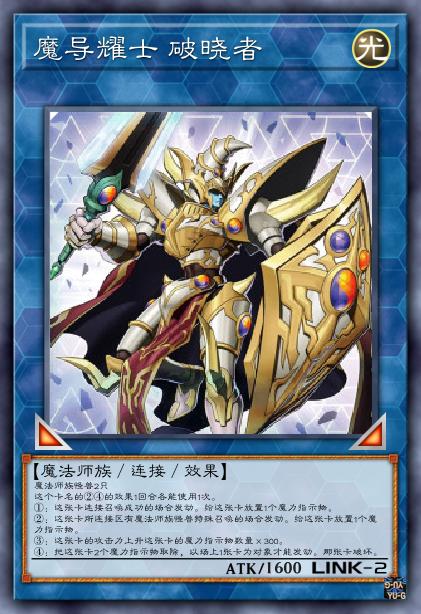 魔导耀士 破晓者
光
【魔法师族／连接／效果】
魔法师族怪兽2只
这个卡名的②④的效果1回合各能使用1次。
①：这张卡连接召唤成功的场合发动。给这张卡放置1个魔力指示物。
②：这张卡所连接区有魔法师族怪兽特殊召唤的场合发动。给这张卡放置1个魔
力指示物。
③：这张卡的攻击力上升这张卡的魔力指示物数量×300。
④：把这张卡2个魔力指示物取除，以场上1张卡为对象才能发动。那张卡破坏。
ATK/1600 LINK-2